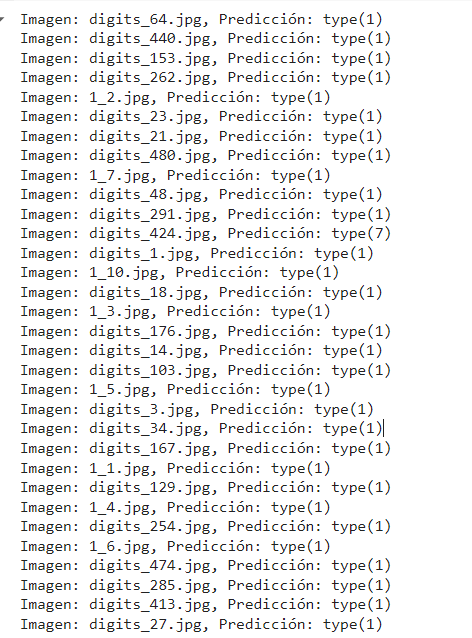 Imagen: digits_64.jpg, Predicción: type(1)
Imagen: digits_440.jpg, Predicción: type(1)
Imagen: digits_153.jpg, Predicción: type(1)
Imagen: digits_262.jpg, Predicción: type(1)
Imagen: 1_2.jpg, Predicción: type(1)
Imagen: digits_23.jpg, Predicción: type(1)
Imagen: digits_21.jpg, Predicción: type(1)
Imagen: digits_480.jpg, Predicción: type(1)
Imagen: 1_7.jpg, Predicción: type(1)
Imagen: digits_48.jpg, Predicción: type(1)
Imagen: digits_291.jpg, Predicción: type(1)
Imagen: digits_424.jpg, Predicción: type(7)
Imagen: digits_1.jpg, Predicción: type(1)
Imagen: 1_10.jpg, Predicción: type(1)
Imagen: digits_18.jpg, Predicción: type(1)
Imagen: 1_3.jpg, Predicción: type(1)
Imagen: digits_176.jpg, Predicción: type(1)
Imagen: digits_14.jpg, Predicción: type(1)
Imagen: digits_103.jpg, Predicción: type(1)
Imagen: 1_5.jpg, Predicción: type(1)
Imagen: digits_3.jpg, Predicción: type(1)
Imagen: digits_34.jpg, Predicción: type(1)
Imagen: digits_167.jpg, Predicción: type(1)
Imagen: 1_1.jpg, Predicción: type(1)
Imagen: digits_129.jpg, Predicción: type(1)
Imagen: 1_4.jpg, Predicción: type(1)
Imagen: digits_254.jpg, Predicción: type(1)
Imagen: 1_6.jpg, Predicción: type(1)
Imagen: digits_474.jpg, Predicción: type(1)
Imagen: digits_285.jpg, Predicción: type(1)
Imagen: digits_413.jpg, Predicción: type(1)
Imagen: digits_27.jpg, Predicción: type(1)